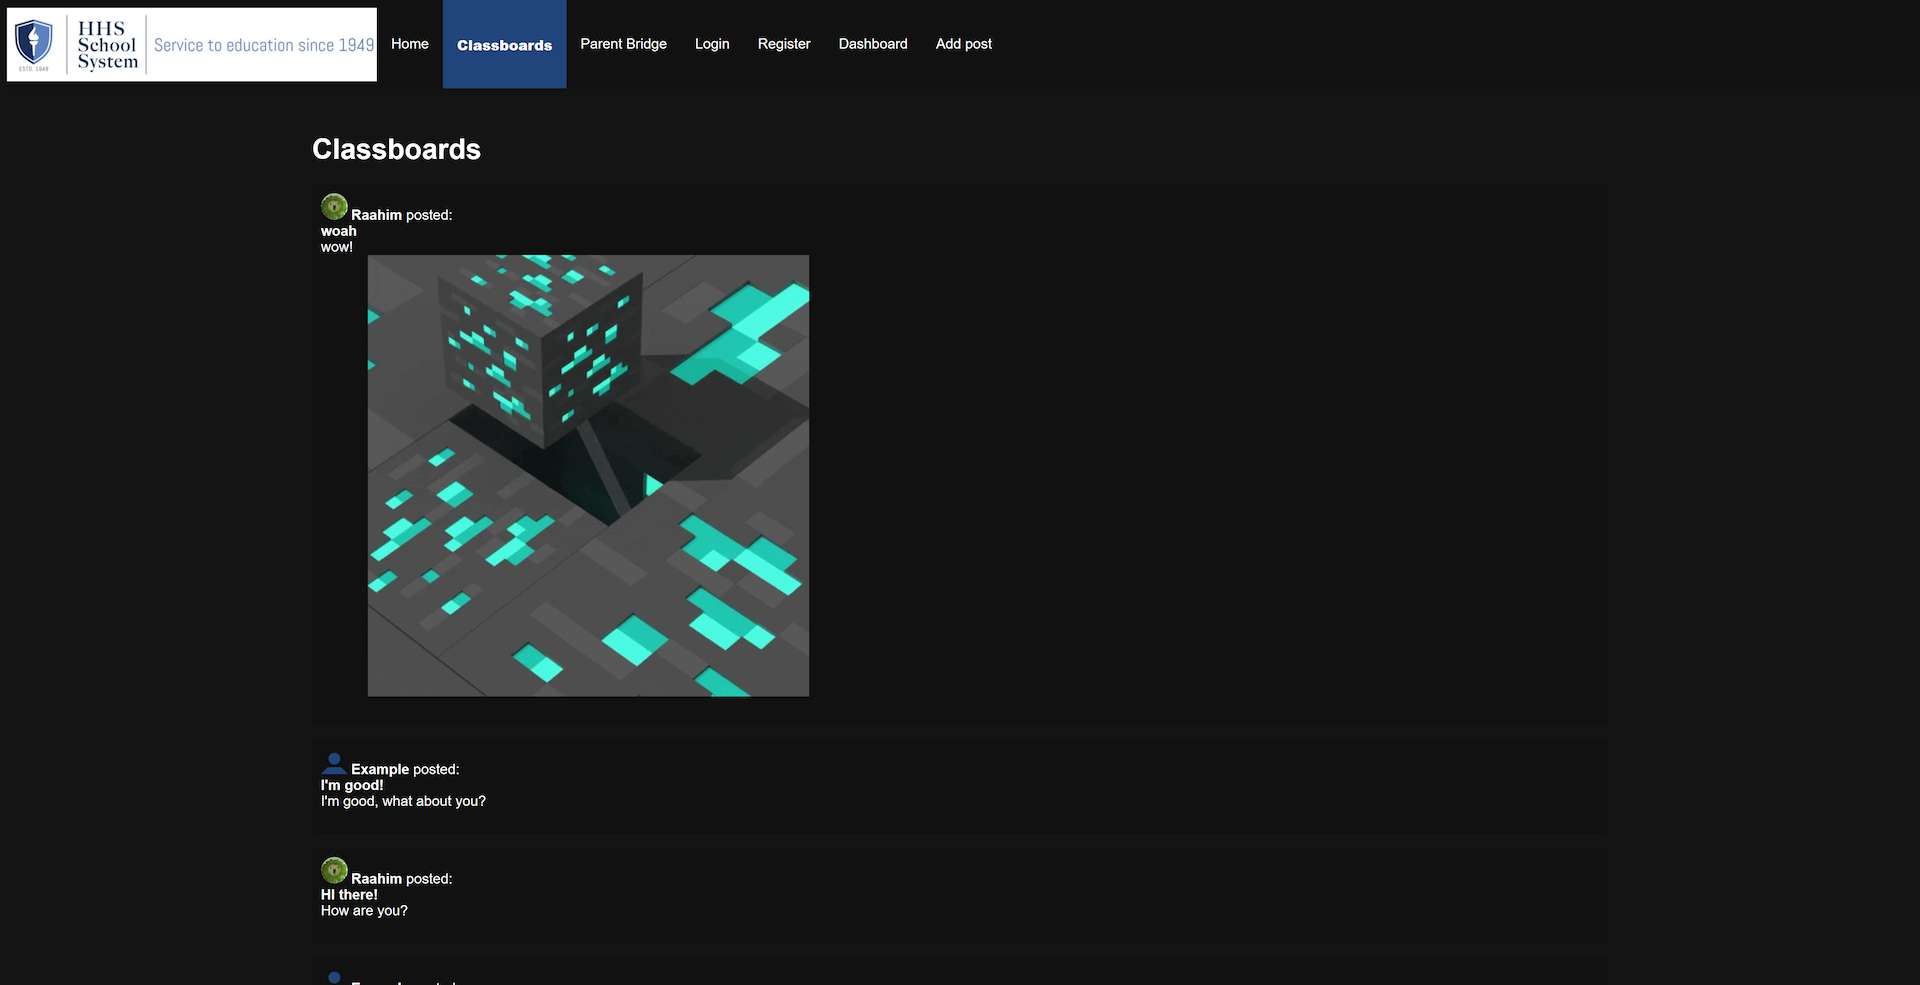 HHS
School
System
ESTD. 1949
Service to education since 1949
Home Classboards Parent Bridge Login Register Dashboard Add post
Classboards
Raahim posted:
woah
wow!
Example posted:
I'm good!
I'm good, what about you?
Raahim posted:
HI there!
How are you?